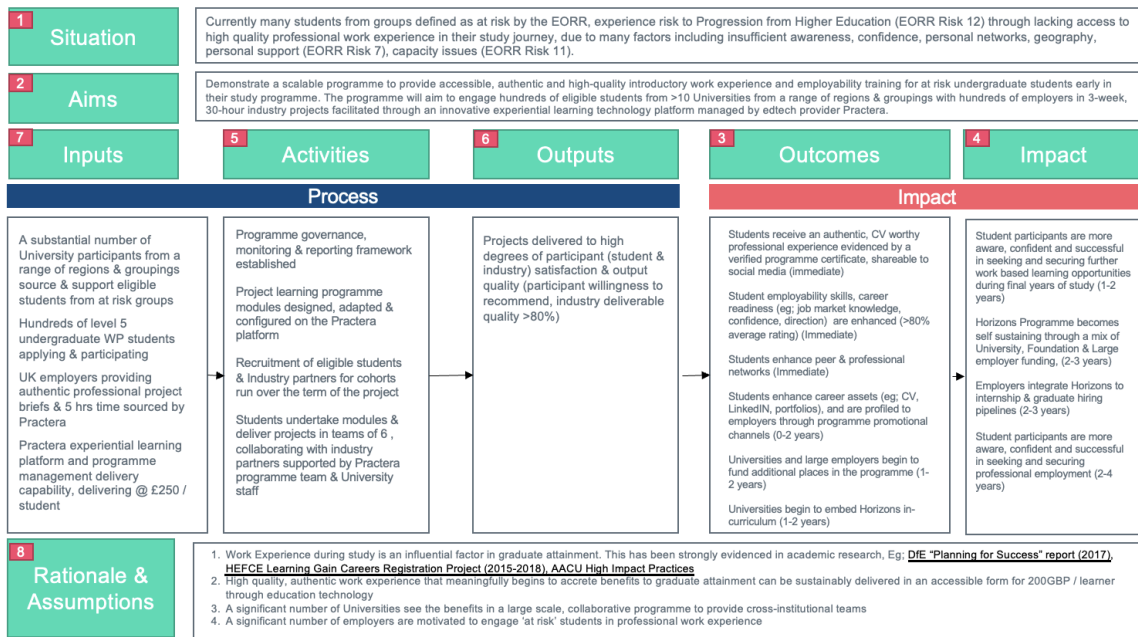 1
Situation
Currently many students from groups defined as at risk by the EORR, experience risk to Progression from Higher Education (EORR Risk 12) through lacking access to
high quality professional work experience in their study journey, due to many factors including insufficient awareness, confidence, personal networks, geography,
personal support (EORR Risk 7), capacity issues (EORR Risk 11).
2
Aims
Demonstrate a scalable programme to provide accessible, authentic and high-quality introductory work experience and employability training for at risk undergraduate students early in
their study programme. The programme will aim to engage hundreds of eligible students from >10 Universities from a range of regions & groupings with hundreds of employers in 3-week,
30-hour industry projects facilitated through an innovative experiential learning technology platform managed by edtech provider Practera.
7
Inputs
5
Activities
6
Outputs
3
Outcomes
4
Impact
Process
Impact
A substantial number of
University participants from a
range of regions & groupings
source & support eligible
students from at risk groups
Hundreds of level 5
undergraduate WP students
applying & participating
UK employers providing
authentic professional project
briefs & 5 hrs time sourced by
Practera
Practera experiential learning
platform and programme
management delivery
capability, delivering @ £250 /
student
Programme governance,
monitoring & reporting framework
established
Project learning programme
modules designed, adapted &
configured on the Practera
platform
Recruitment of eligible students
& Industry partners for cohorts
run over the term of the project
Students undertake modules &
deliver projects in teams of 6 ,
collaborating with industry
partners supported by Practera
programme team & University
staff
Projects delivered to high
degrees of participant (student &
industry) satisfaction & output
quality (participant willingness to
recommend, industry deliverable
quality >80%)
Students receive an authentic, CV worthy
professional experience evidenced by a
verified programme certificate, shareable to
social media (immediate)
Student employability skills, career
readiness (eg; job market knowledge,
confidence, direction) are enhanced (>80%
average rating) (Immediate)
Students enhance peer & professional
networks (Immediate)
Students enhance career assets (eg; CV,
LinkedIN, portfolios), and are profiled to
employers through programme promotional
channels (0-2 years)
Universities and large employers begin to
fund additional places in the programme (1-
2 years)
Universities begin to embed Horizons in-
curriculum (1-2 years)
Student participants are more
aware, confident and successful
in seeking and securing further
work based learning opportunities
during final years of study (1-2
years)
Horizons Programme becomes
self sustaining through a mix of
University, Foundation & Large
employer funding, (2-3 years)
Employers integrate Horizons to
internship & graduate hiring
pipelines (2-3 years)
Student participants are more
aware, confident and successful
in seeking and securing
professional employment (2-4
years)
8
Rationale &
Assumptions
1. Work Experience during study is an influential factor in graduate attainment. This has been strongly evidenced in academic research, Eg; DfE "Planning for Success" report (2017),
HEFCE Learning Gain Careers Registration Project (2015-2018), AACU High Impact Practices
2. High quality, authentic work experience that meaningfully begins to accrete benefits to graduate attainment can be sustainably delivered in an accessible form for 200GBP / learner
through education technology
3. A significant number of Universities see the benefits in a large scale, collaborative programme to provide cross-institutional teams
4. A significant number of employers are motivated to engage 'at risk' students in professional work experience